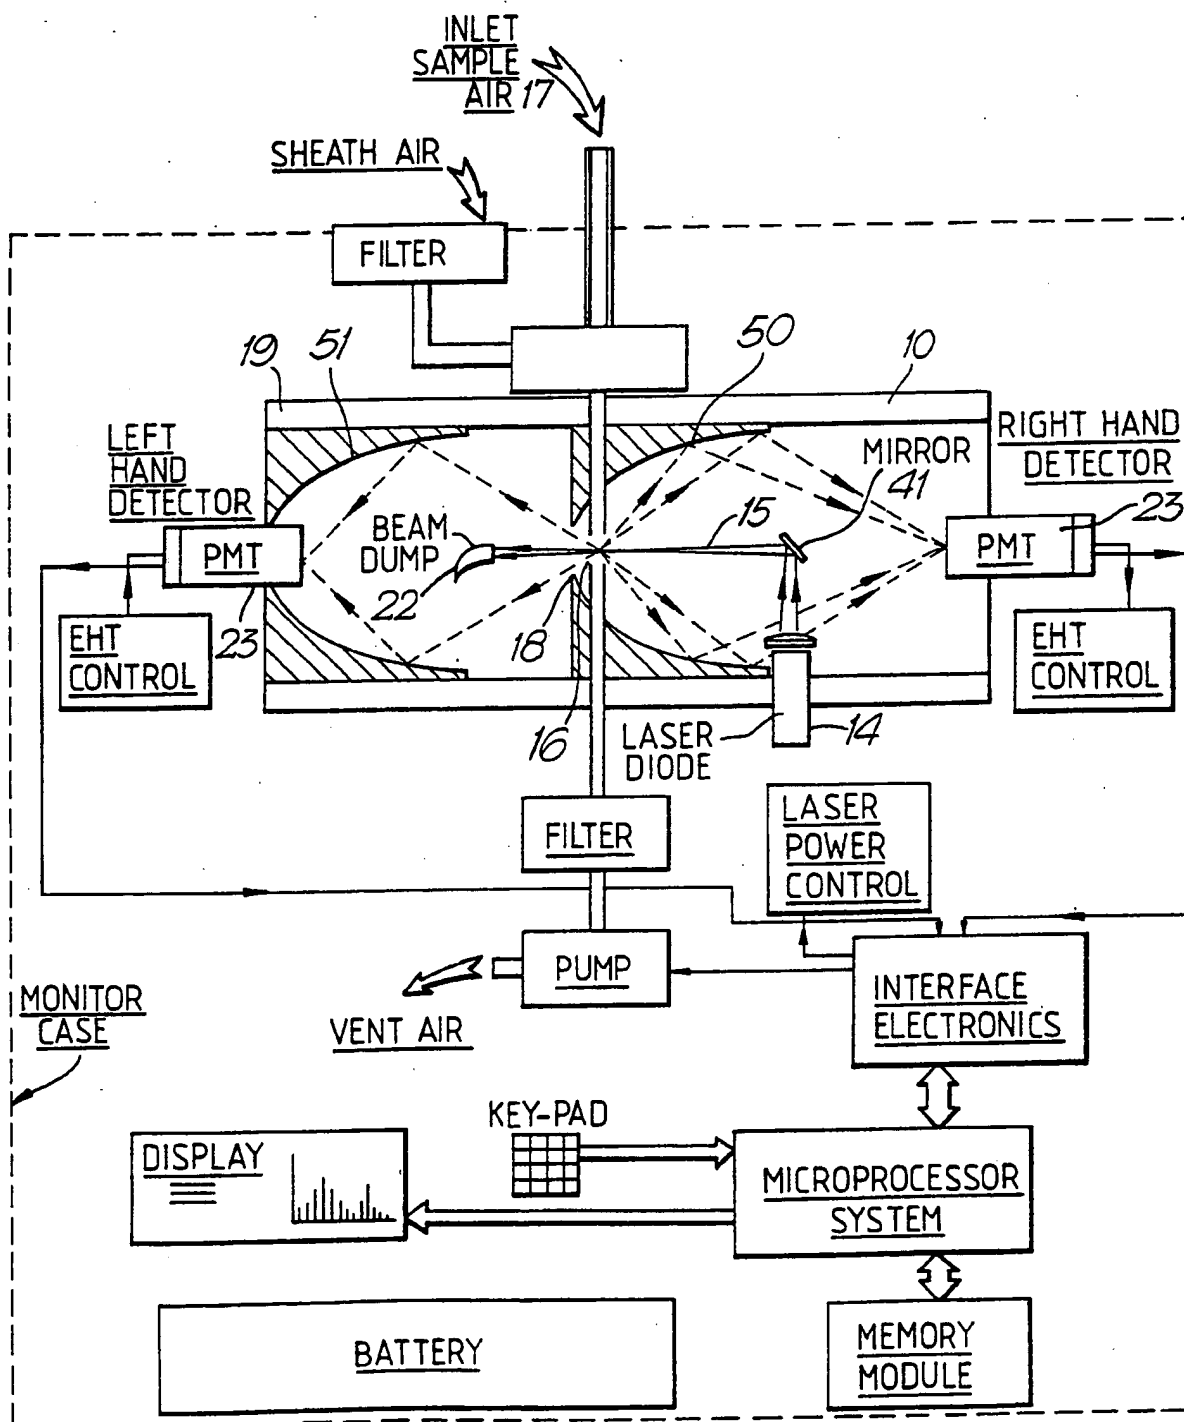 INLET
SAMPLE
AIR 17
SHEATH AIR
FILTER
19
51
50
10
LEFT
HAND
DETECTOR
RIGHT HAND
DETECTOR
MIRROR
41
15
23
BEAM
DUMP
PMT
PMT
22
18
23
EHT
CONTROL
EHT
CONTROL
16
LASER
DIODE
14
FILTER
LASER
POWER
CONTROL
PUMP
INTERFACE
ELECTRONICS
VENT AIR
MONITOR
CASE
KEY-PAD
DISPLAY
MICROPROCESSOR
SYSTEM
BATTERY
MEMORY
MODULE